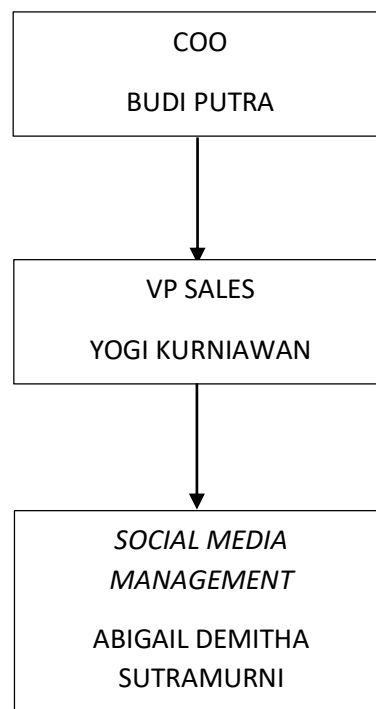 COO
BUDI PUTRA
VP SALES
YOGI KURNIAWAN
SOCIAL MEDIA
MANAGEMENT
ABIGAIL DEMITHA
SUTRAMURNI